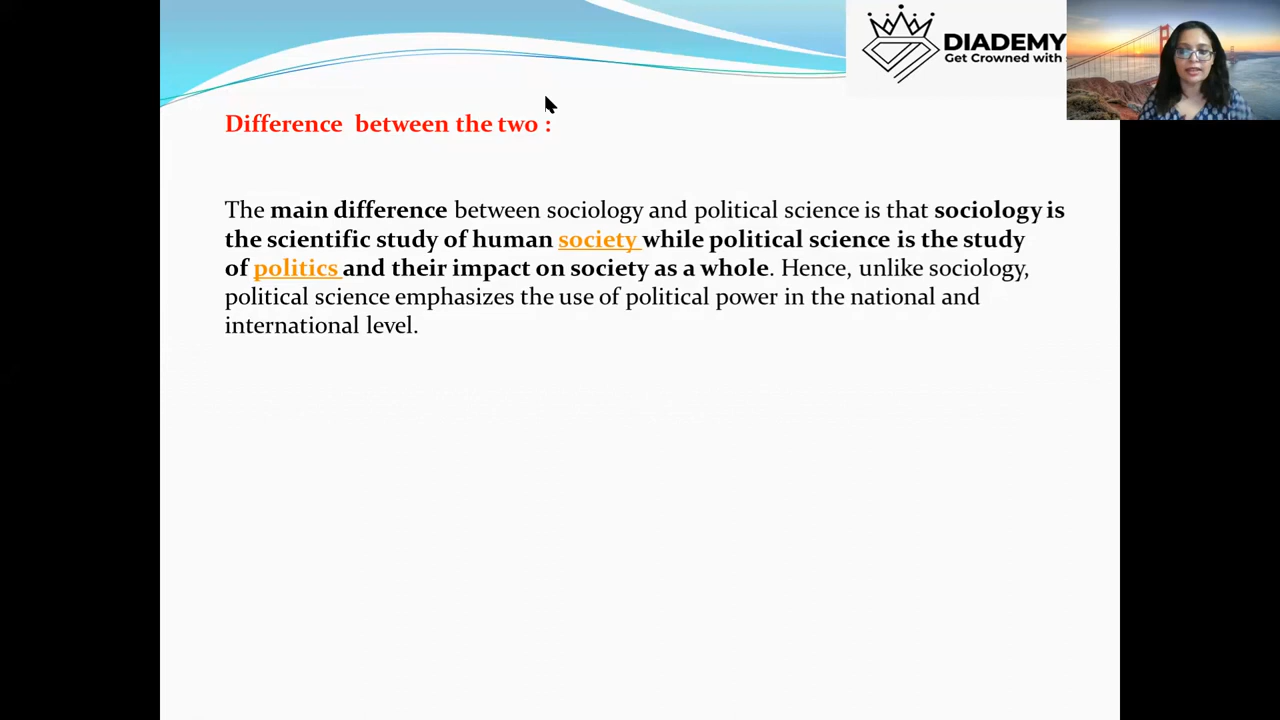 DIADEMY
Get Crowned with
Difference between the two :
The main difference between sociology and political science is that sociology is
the scientific study of human society while political science is the study
of politics and their impact on society as a whole. Hence, unlike sociology,
political science emphasizes the use of political power in the national and
international level.